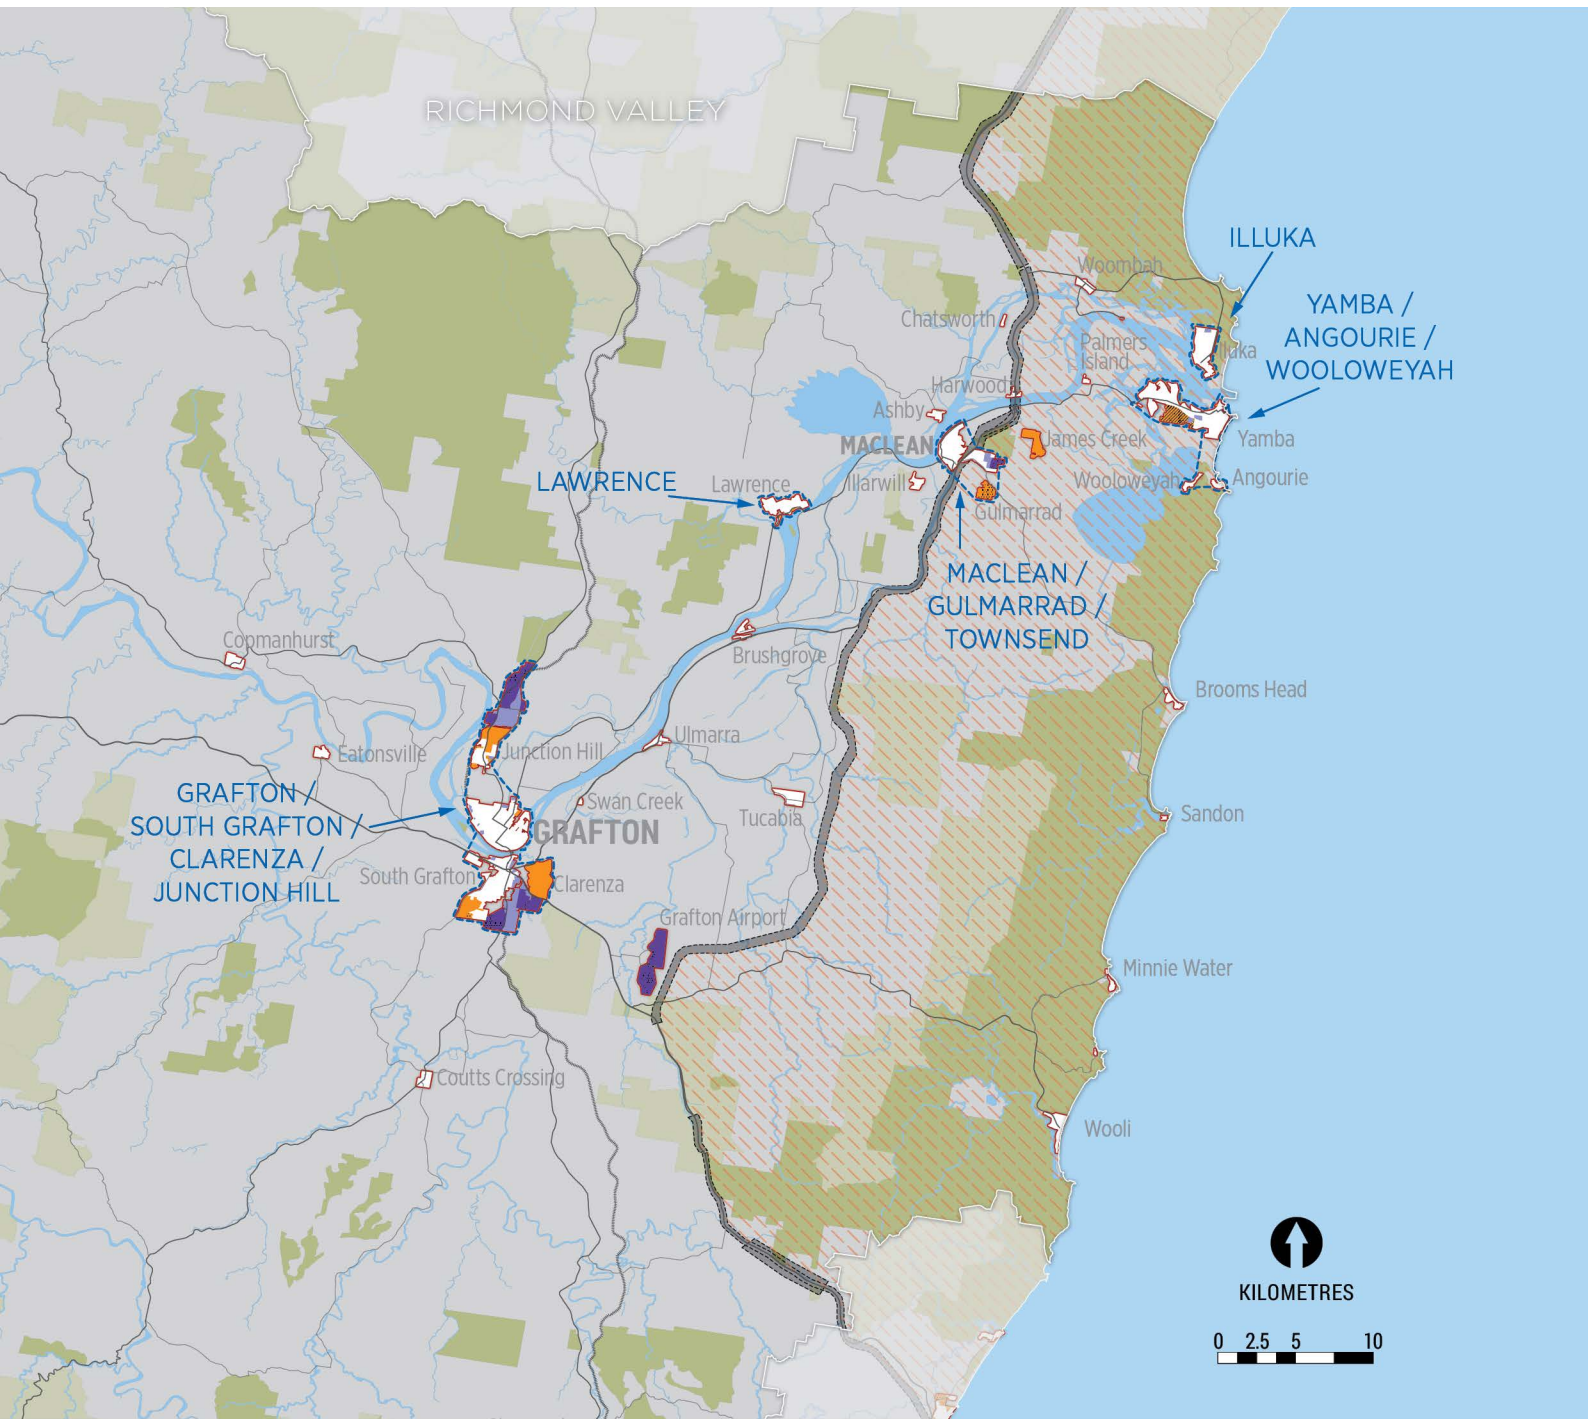 RICHMOND VALLEY
ILLUKA
Woombah
YAMBA /
ANGOURIE /
WOOLOWEYAH
Chatsworth
Palmers
Island
Iluka
Harwood
Ashby
MACLEAN
James Creek
Yamba
LAWRENCE
Lawrence
Illarwill
Wooloweyah
Angourie
Gulmarrad
MACLEAN /
GULMARRAD /
TOWNSEND
Copmanhurst
Brushgrove
Brooms Head
Ulmarra
Eatonsville
Junction Hill
GRAFTON /
SOUTH GRAFTON /
CLARENZA /
JUNCTION HILL
Swan Creek
Tucabia
Sandon
GRAFTON
South Grafton
Clarenza
Grafton Airport
Minnie Water
Coutts Crossing
Wooli
KILOMETRES
0 2.5 5 10